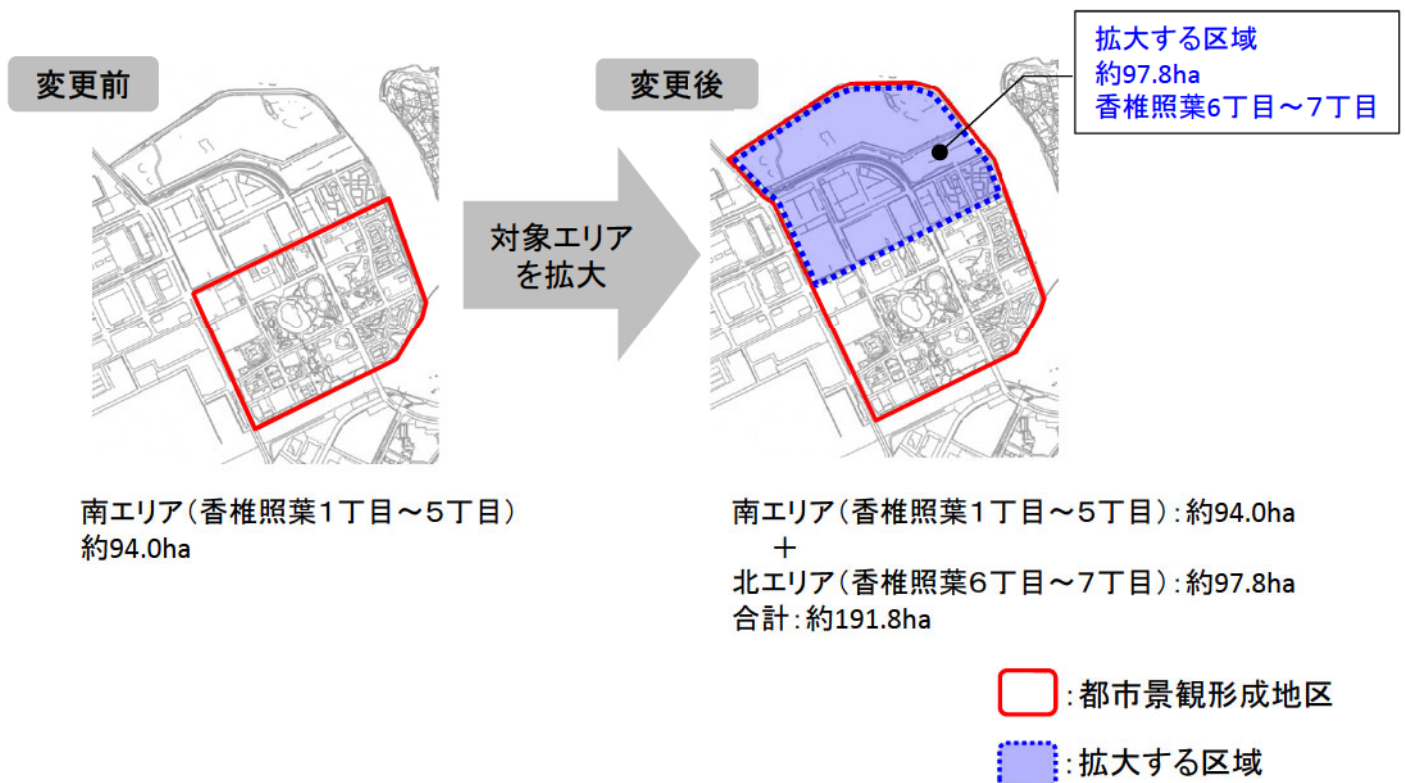 変更前
変更後
拡大する区域
約97.8ha
香椎照葉6丁目～7丁目
対象エリア
を拡大
南エリア（香椎照葉１丁目～５丁目）
約94.0ha
南エリア（香椎照葉１丁目～５丁目）：約94.0ha
＋
北エリア（香椎照葉６丁目～７丁目）：約97.8ha
合計：約191.8ha
：都市景観形成地区
：拡大する区域